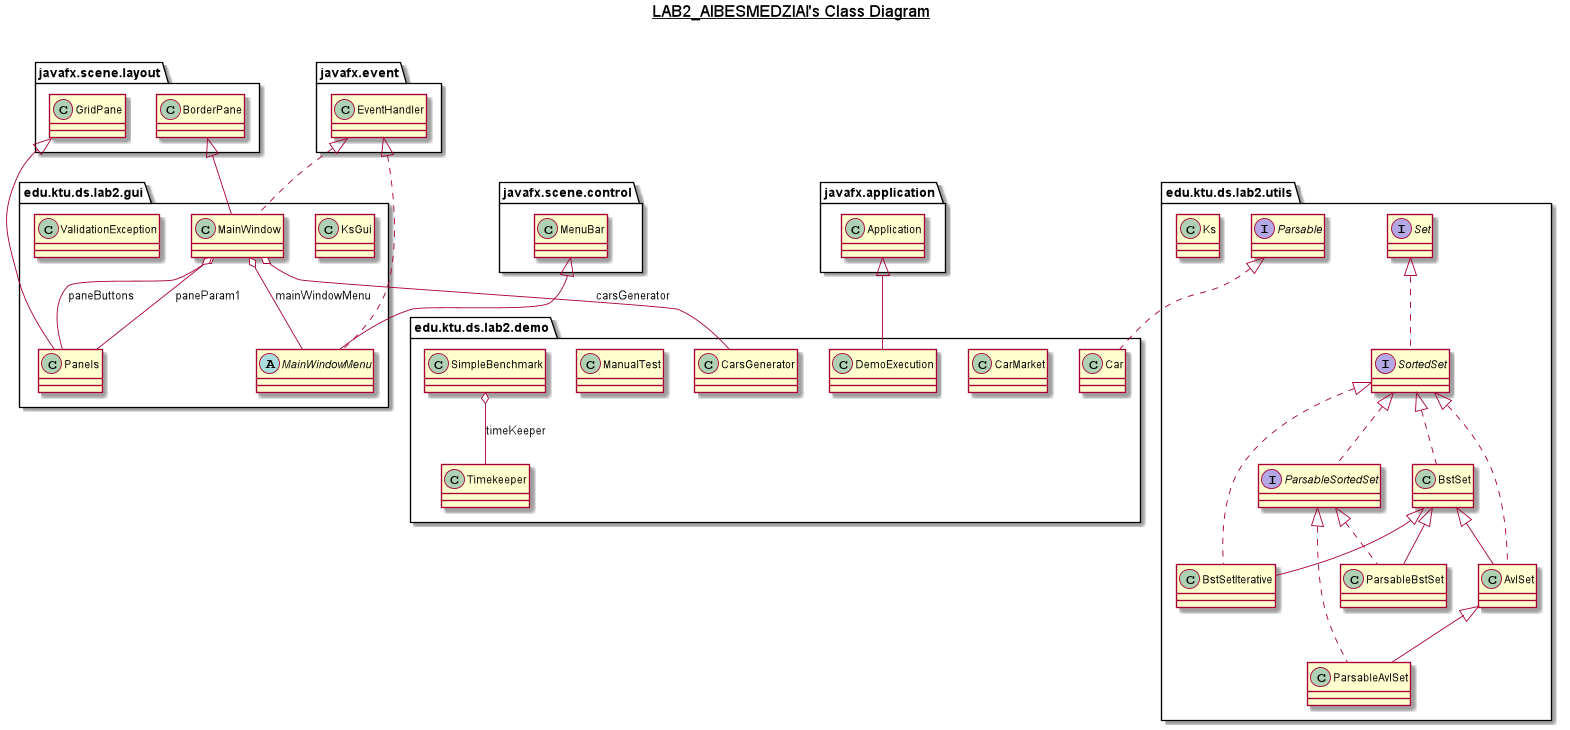 LAB2_AIBESMEDZIAI's Class Diagram
javafx.scene.layout
javafx.event
C GridPane
C BorderPane
C EventHandler
edu.ktu.ds.lab2.gui
javafx.scene.control
javafx.application
edu.ktu.ds.lab2.utils
C ValidationException
C MainWindow
C KsGui
C MenuBar
C Application
C Ks
I Parsable
I Set
paneButtons
paneParam1
mainWindowMenu
carsGenerator
edu.ktu.ds.lab2.demo
C Panels
A MainWindowMenu
C SimpleBenchmark
C ManualTest
C CarsGenerator
C DemoExecution
C CarMarket
C Car
I SortedSet
timeKeeper
C Timekeeper
I ParsableSortedSet
C BstSet
C BstSetIterative
C ParsableBstSet
C AvlSet
C ParsableAvlSet